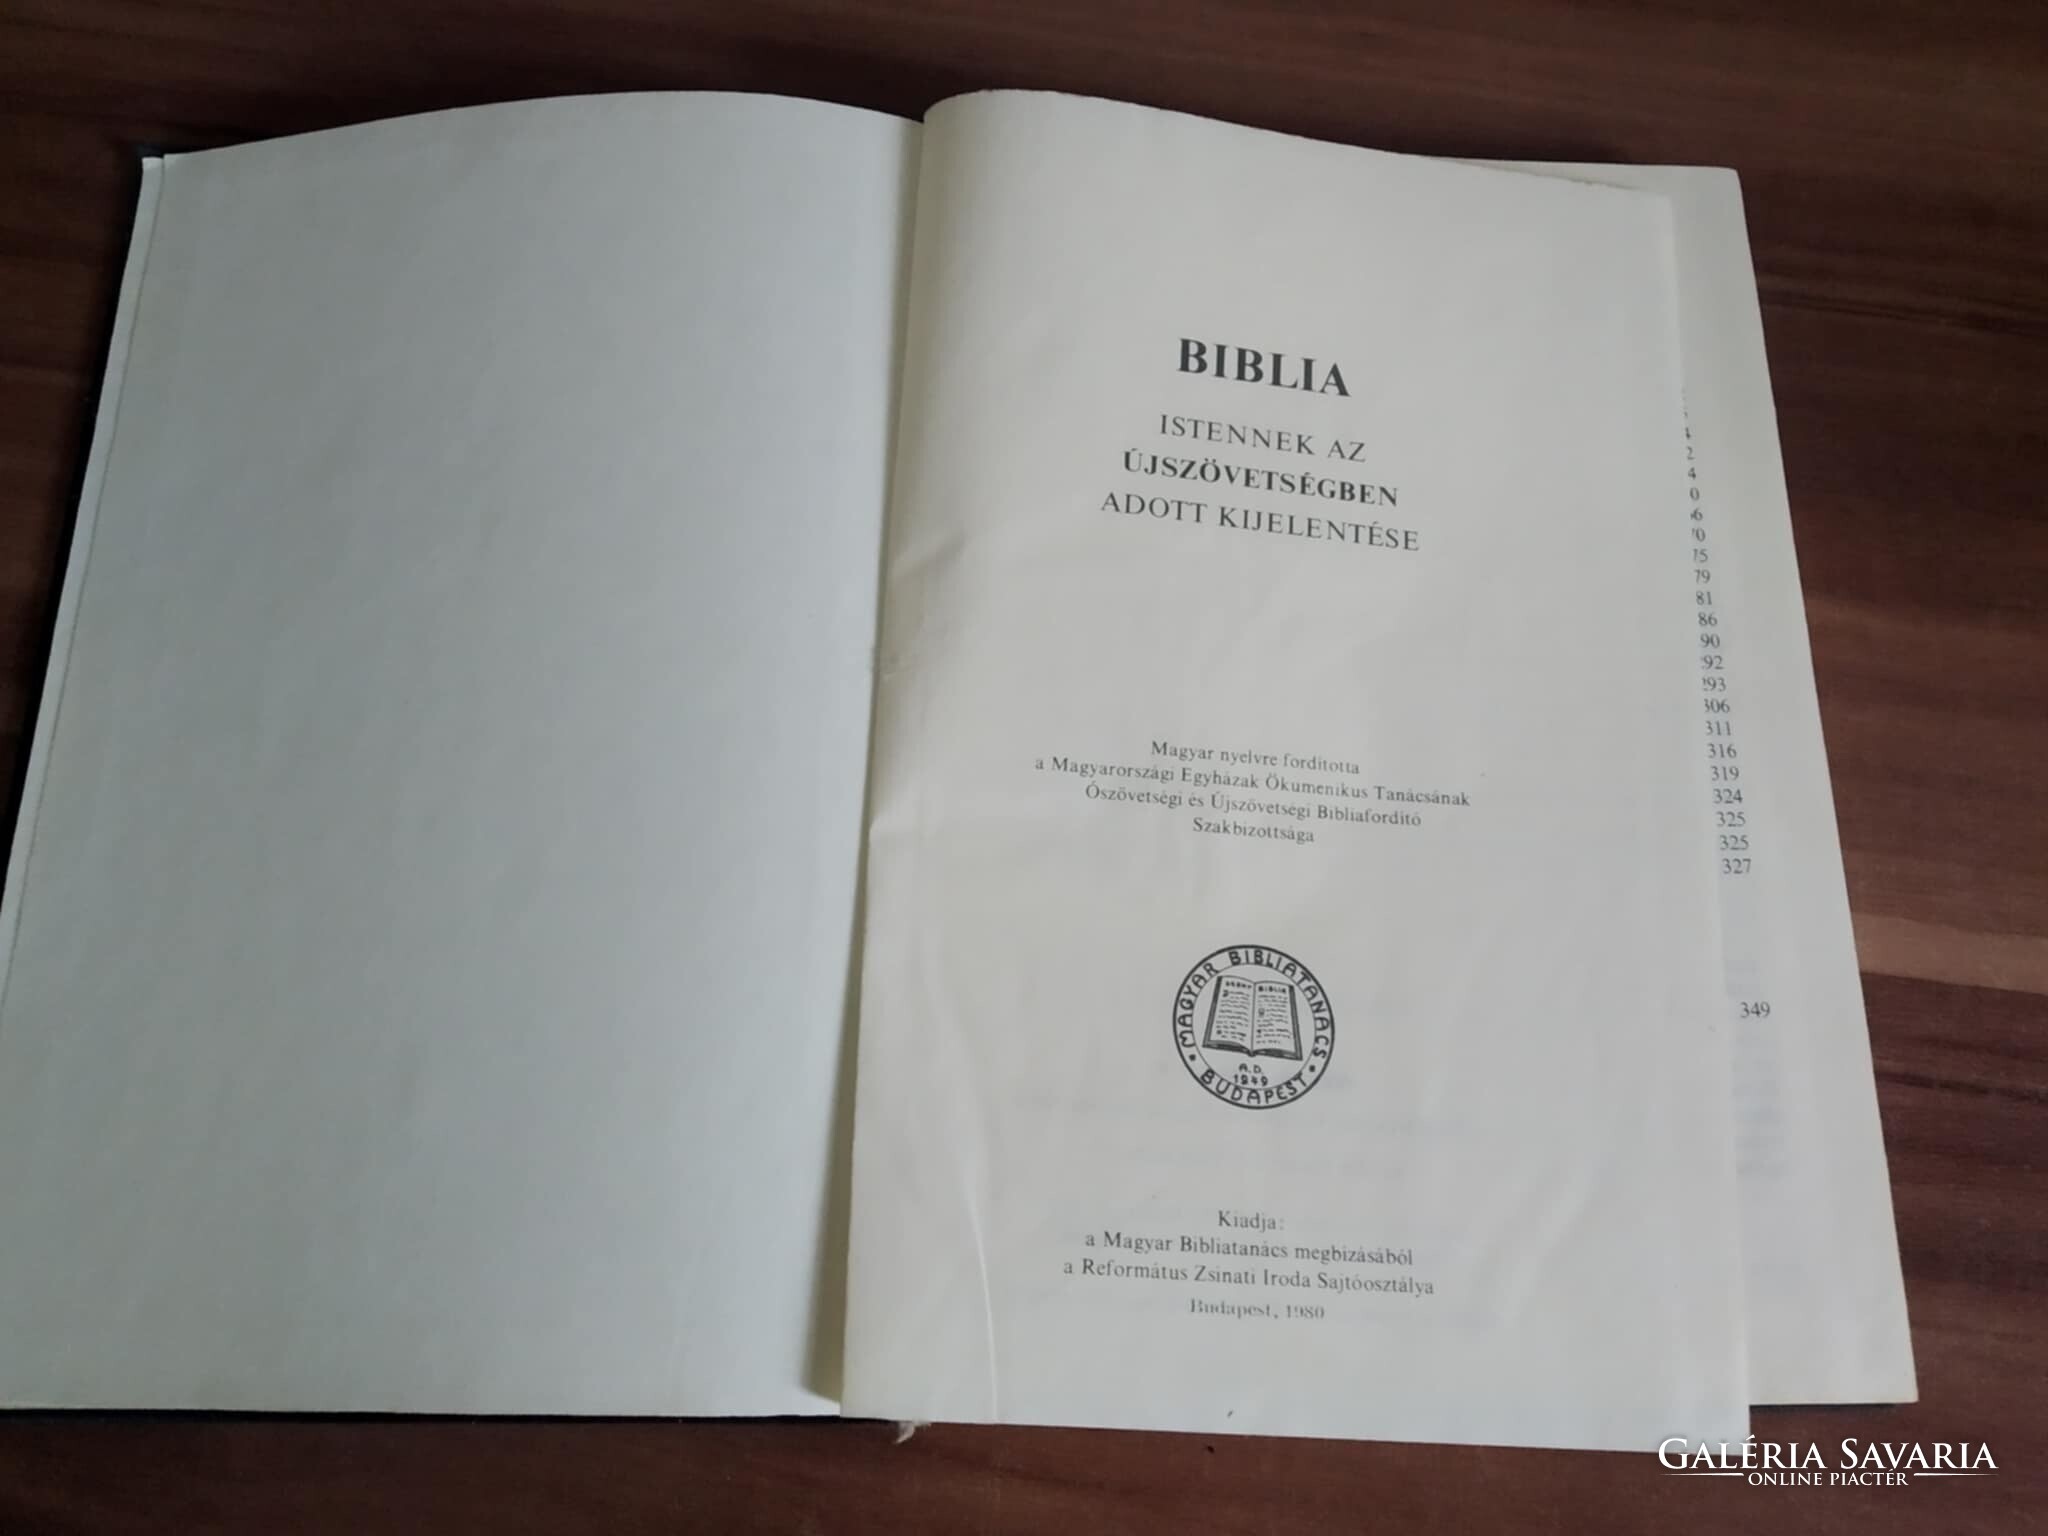 BIBLIA
ISTENNEK AZ
ÚJSZÖVETSÉGBEN
ADOTT KIJELENTÉSE
Magyar nyelvre fordította
a Magyarországi Egyházak Ökumenikus Tanácsának
Ószövetségi és Újszövetségi Bibliafordító
Szakbizottsága
MAGYAR BIBLIATANÁCS
BIBLIA
A.D.
1949
BUDAPEST
Kiadja:
a Magyar Bibliatanács megbízásából
a Református Zsinati Iroda Sajtóosztálya
Budapest, 1980
79
81
86
90
292
293
306
311
316
319
324
325
325
327
349
GALÉRIA SAVARIA
ONLINE PIACTÉR